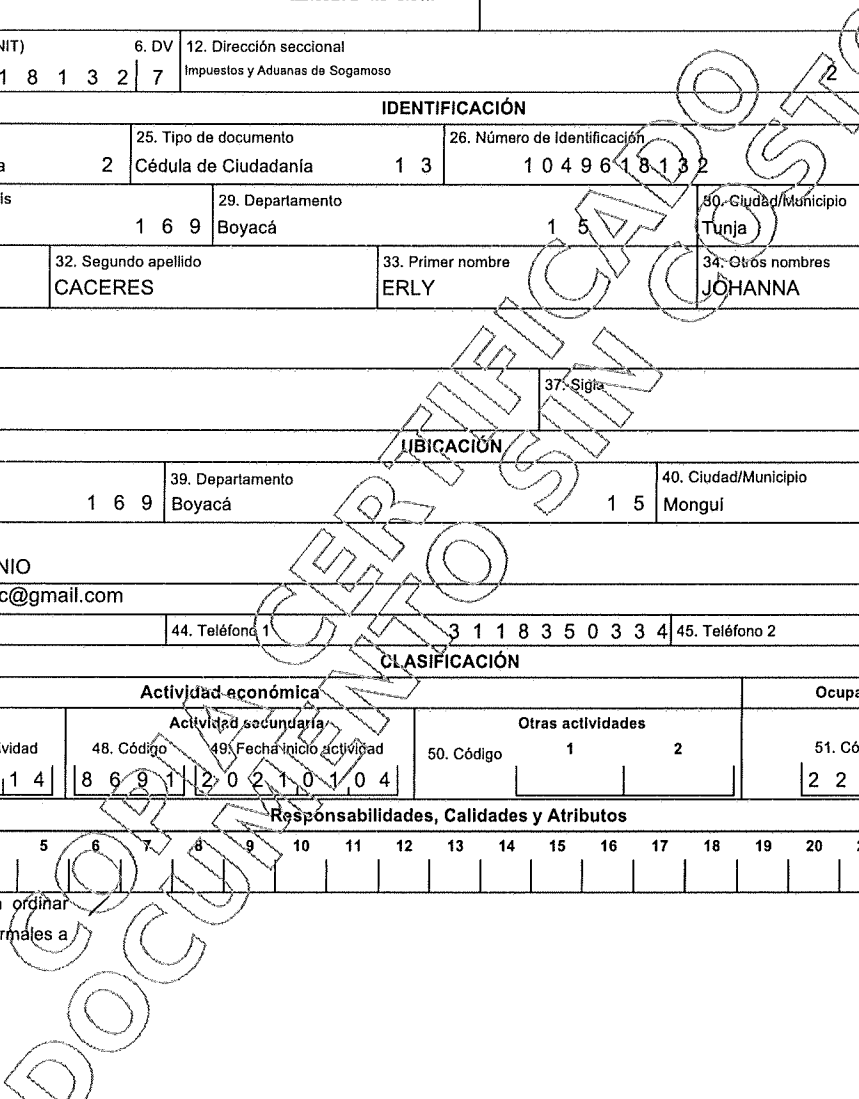 NIT) 6. DV 12. Dirección seccional
1 8 1 3 2 7 Impuestos y Aduanas de Sogamoso 2
IDENTIFICACIÓN
25. Tipo de documento 26. Número de Identificación
a 2 Cédula de Ciudadanía 1 3 1 0 4 9 6 1 8 1 3 2
ís 29. Departamento 30. Ciudad/Municipio
1 6 9 Boyacá 1 5 Tunja
32. Segundo apellido 33. Primer nombre 34. Otros nombres
CACERES ERLY JOHANNA
37. Sigla
UBICACIÓN
39. Departamento 40. Ciudad/Municipio
1 6 9 Boyacá 1 5 Monguí
NIO
c@gmail.com
44. Teléfono 1 3 1 1 8 3 5 0 3 3 4 45. Teléfono 2
CLASIFICACIÓN
Actividad económica Ocupa
Actividad secundaria Otras actividades
vidad 48. Código 49. Fecha inicio actividad 50. Código 1 2 51. Có
1 4 8 6 9 1 2 0 2 1 0 1 0 4 2 2
Responsabilidades, Calidades y Atributos
5 6 7 8 9 10 11 12 13 14 15 16 17 18 19 20
ordinar
rmales a
COPIA CERTIFICADO
DOCUMENTO SIN COSTO